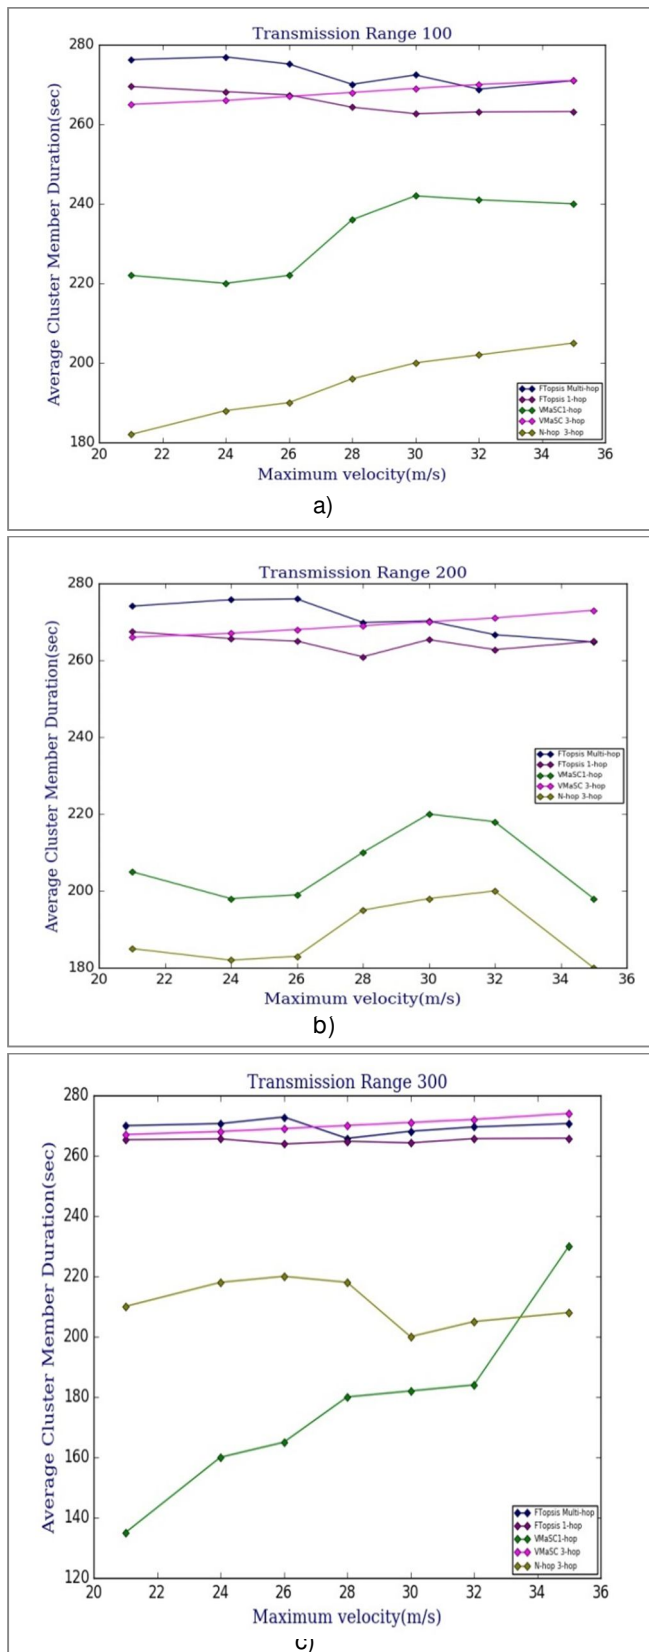 Transmission Range 100
Average Cluster Member Duration(sec)
280
260
240
220
200
180
20 22 24 26 28 30 32 34 36
FTopsis Multi-hop
FTopsis 1-hop
VMaSC1-hop
VMaSC 3-hop
N-hop 3-hop
Maximum velocity(m/s)
a)
Transmission Range 200
Average Cluster Member Duration(sec)
280
260
240
220
200
180
20 22 24 26 28 30 32 34 36
FTopsis Multi-hop
FTopsis 1-hop
VMaSC1-hop
VMaSC 3-hop
N-hop 3-hop
Maximum velocity(m/s)
b)
Transmission Range 300
Average Cluster Member Duration(sec)
280
260
240
220
200
180
160
140
120
20 22 24 26 28 30 32 34 36
FTopsis Multi-hop
FTopsis 1-hop
VMaSC1-hop
VMaSC 3-hop
N-hop 3-hop
Maximum velocity(m/s)
c)